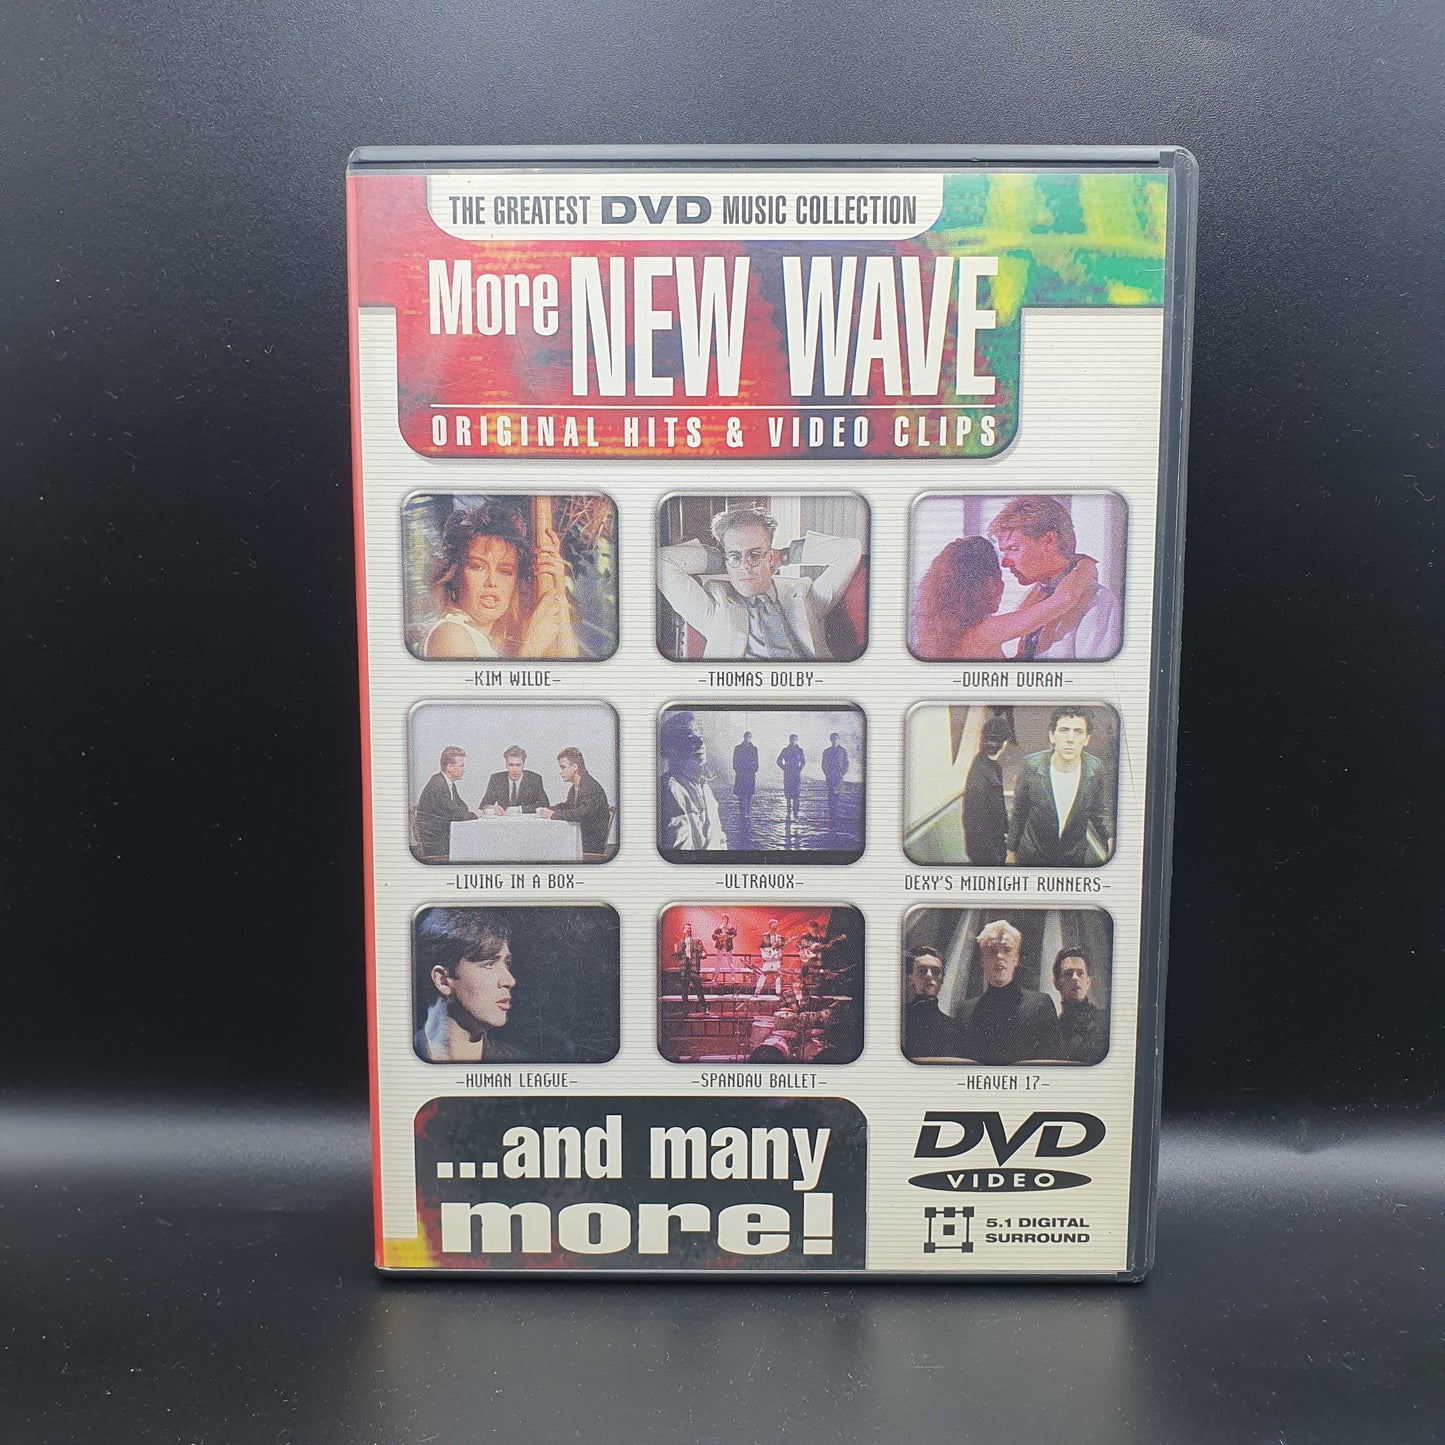 THE GREATEST DVD MUSIC COLLECTION
More NEW WAVE
ORIGINAL HITS & VIDEO CLIPS
-KIM WILDE-
-THOMAS DOLBY-
-DURAN DURAN-
-LIVING IN A BOX-
-ULTRAVOX-
DEXY'S MIDNIGHT RUNNERS-
-HUMAN LEAGUE-
-SPANDAU BALLET-
-HEAVEN 17-
...and many
more!
DVD
VIDEO
5.1 DIGITAL
SURROUND